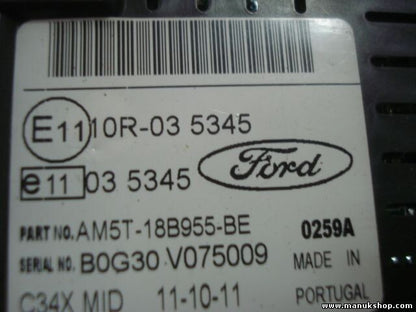 E11 10R-03 5345
e11 03 5345
Ford
PART NO. AM5T-18B955-BE 0259A
SERIAL NO. B0G30 V075009 MADE IN
C34X MID 11-10-11 PORTUGAL
www.manukshop.com